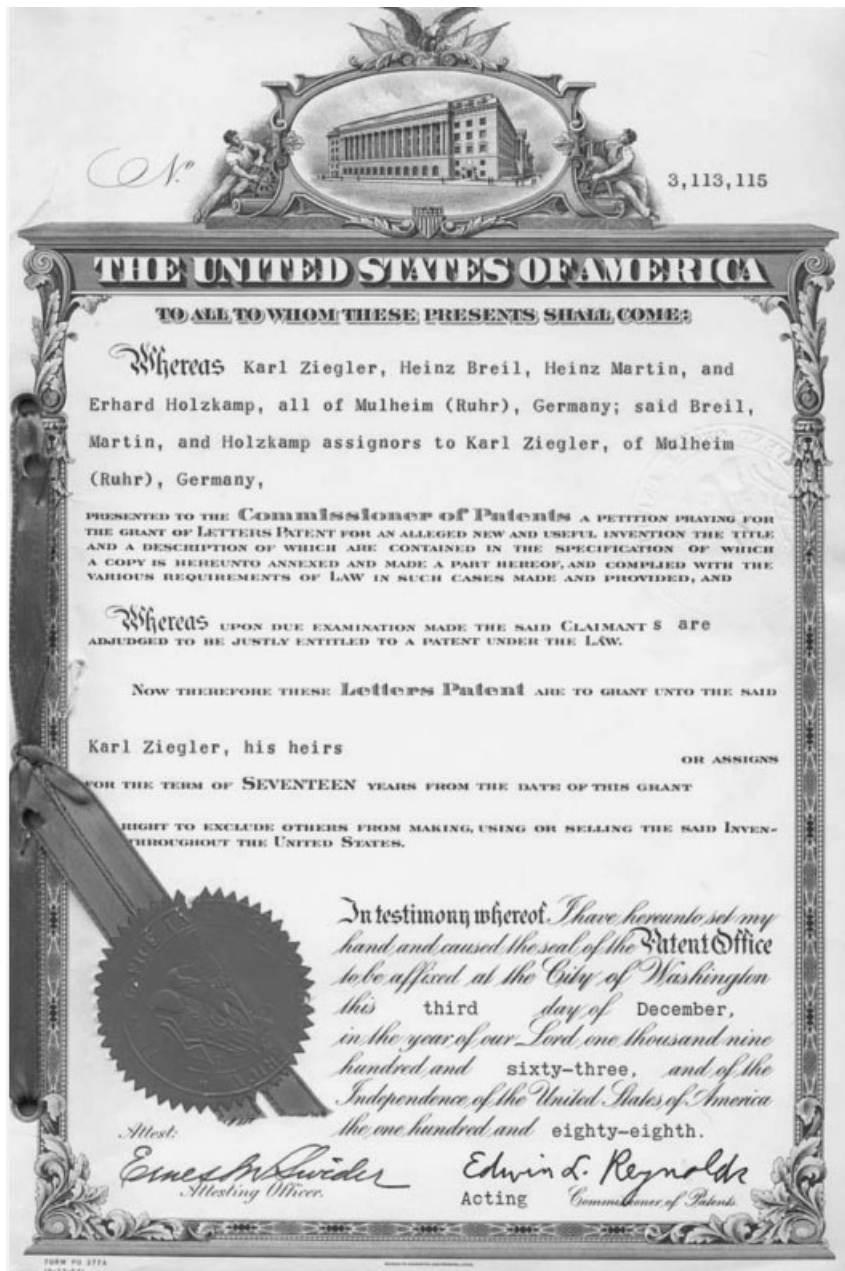 No. 3,113,115
THE UNITED STATES OF AMERICA
TO ALL TO WHOM THESE PRESENTS SHALL COME:
Whereas Karl Ziegler, Heinz Breil, Heinz Martin, and
Erhard Holzkamp, all of Mulheim (Ruhr), Germany; said Breil,
Martin, and Holzkamp assignors to Karl Ziegler, of Mulheim
(Ruhr), Germany,
PRESENTED TO THE Commissioner of Patents A PETITION PRAYING FOR
THE GRANT OF LETTERS PATENT FOR AN ALLEGED NEW AND USEFUL INVENTION THE TITLE
AND A DESCRIPTION OF WHICH ARE CONTAINED IN THE SPECIFICATION OF WHICH
A COPY IS HEREUNTO ANNEXED AND MADE A PART HEREOF, AND COMPLIED WITH THE
VARIOUS REQUIREMENTS OF LAW IN SUCH CASES MADE AND PROVIDED, AND
Whereas UPON DUE EXAMINATION MADE THE SAID CLAIMANT s are
ADJUDGED TO BE JUSTLY ENTITLED TO A PATENT UNDER THE LAW.
NOW THEREFORE THESE Letters Patent ARE TO GRANT UNTO THE SAID
Karl Ziegler, his heirs
OR ASSIGNS
FOR THE TERM OF SEVENTEEN YEARS FROM THE DATE OF THIS GRANT
RIGHT TO EXCLUDE OTHERS FROM MAKING, USING OR SELLING THE SAID INVEN-
THROUGHOUT THE UNITED STATES.
In testimony whereof I have hereunto set my
hand and caused the seal of the Patent Office
to be affixed at the City of Washington
this third day of December,
in the year of our Lord one thousand nine
hundred and sixty-three, and of the
Independence of the United States of America
the one hundred and eighty-eighth.
Attest:
Ernest W. Swider
Attesting Officer.
Edwin L. Reynolds
Acting Commissioner of Patents.
FORM PO 377A